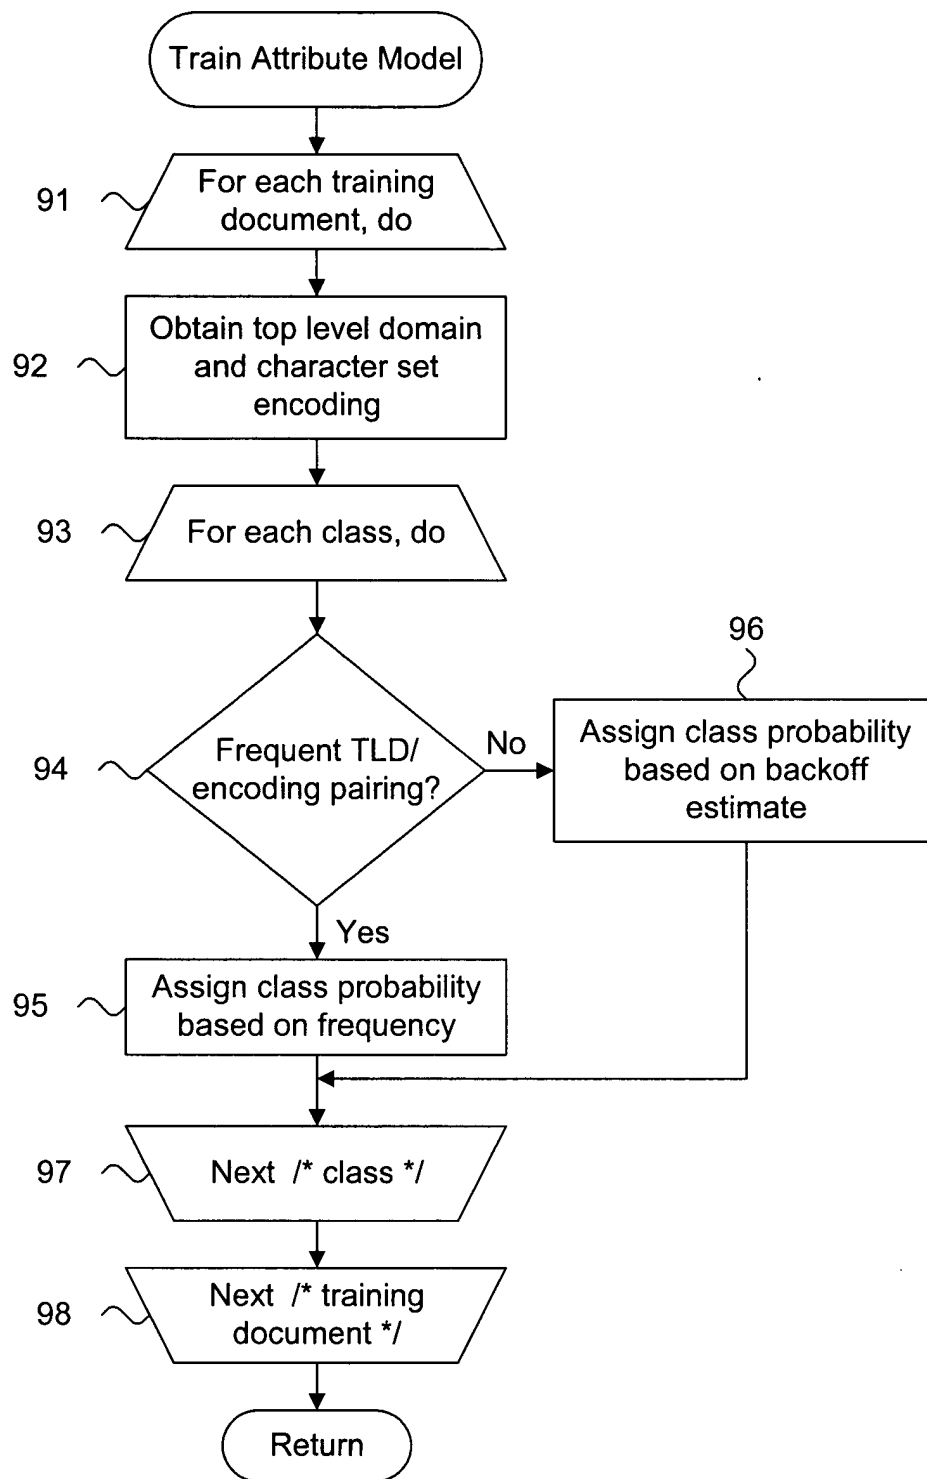 Train Attribute Model
91
For each training
document, do
92
Obtain top level domain
and character set
encoding
93
For each class, do
94
Frequent TLD/
encoding pairing?
No
96
Assign class probability
based on backoff
estimate
Yes
95
Assign class probability
based on frequency
97
Next /* class */
98
Next /* training
document */
Return